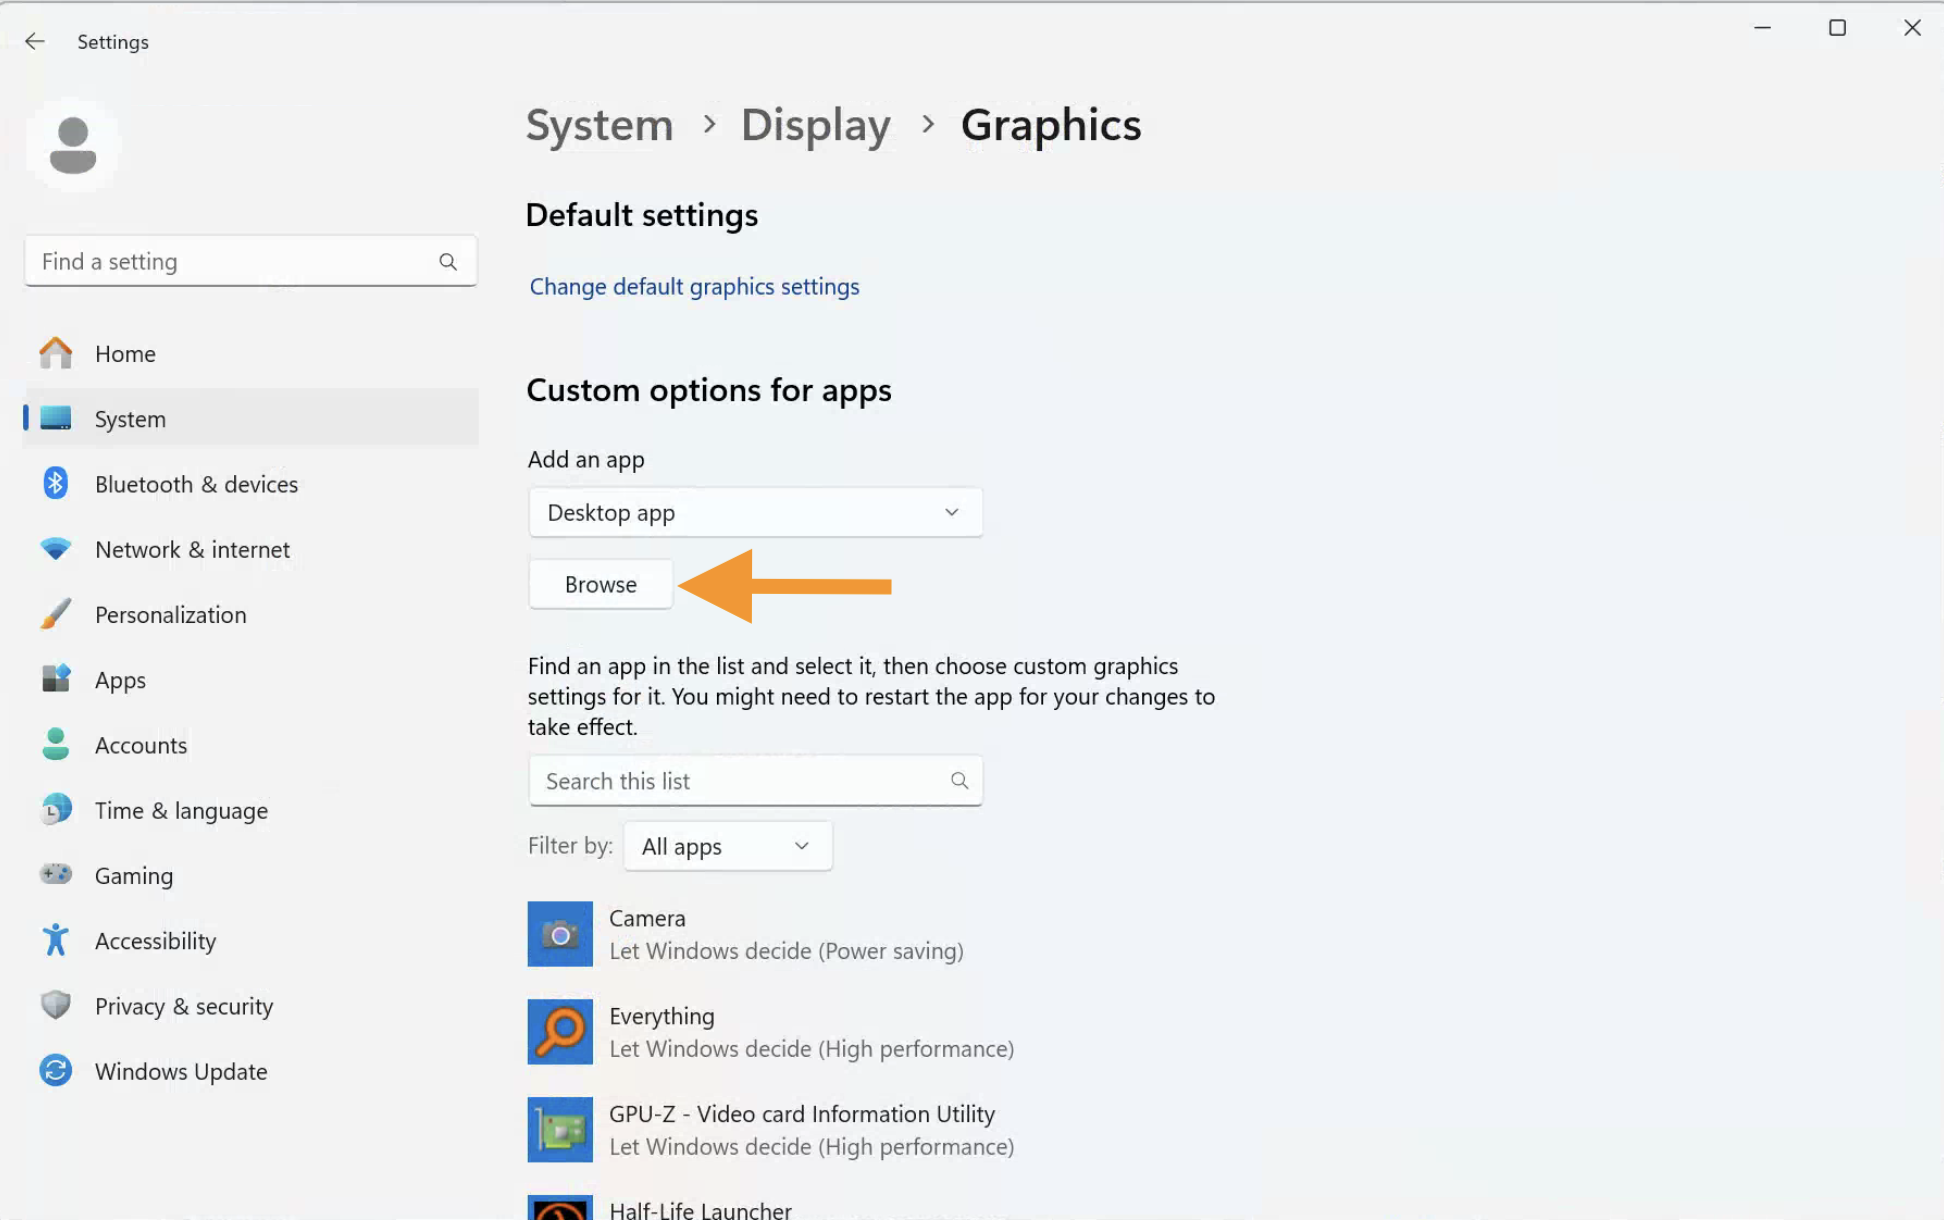 Settings
System > Display > Graphics
Default settings
Find a setting
Change default graphics settings
Home
System
Bluetooth & devices
Network & internet
Personalization
Apps
Accounts
Time & language
Gaming
Accessibility
Privacy & security
Windows Update
Custom options for apps
Add an app
Desktop app
Browse
Find an app in the list and select it, then choose custom graphics
settings for it. You might need to restart the app for your changes to
take effect.
Search this list
Filter by: All apps
Camera
Let Windows decide (Power saving)
Everything
Let Windows decide (High performance)
GPU-Z - Video card Information Utility
Let Windows decide (High performance)
Half-Life Launcher